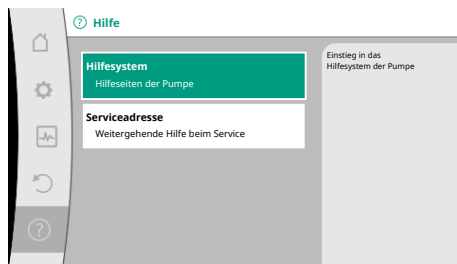 Hilfe
Hilfesystem
Hilfeseiten der Pumpe
Serviceadresse
Weitergehende Hilfe beim Service
Einstieg in das
Hilfesystem der Pumpe